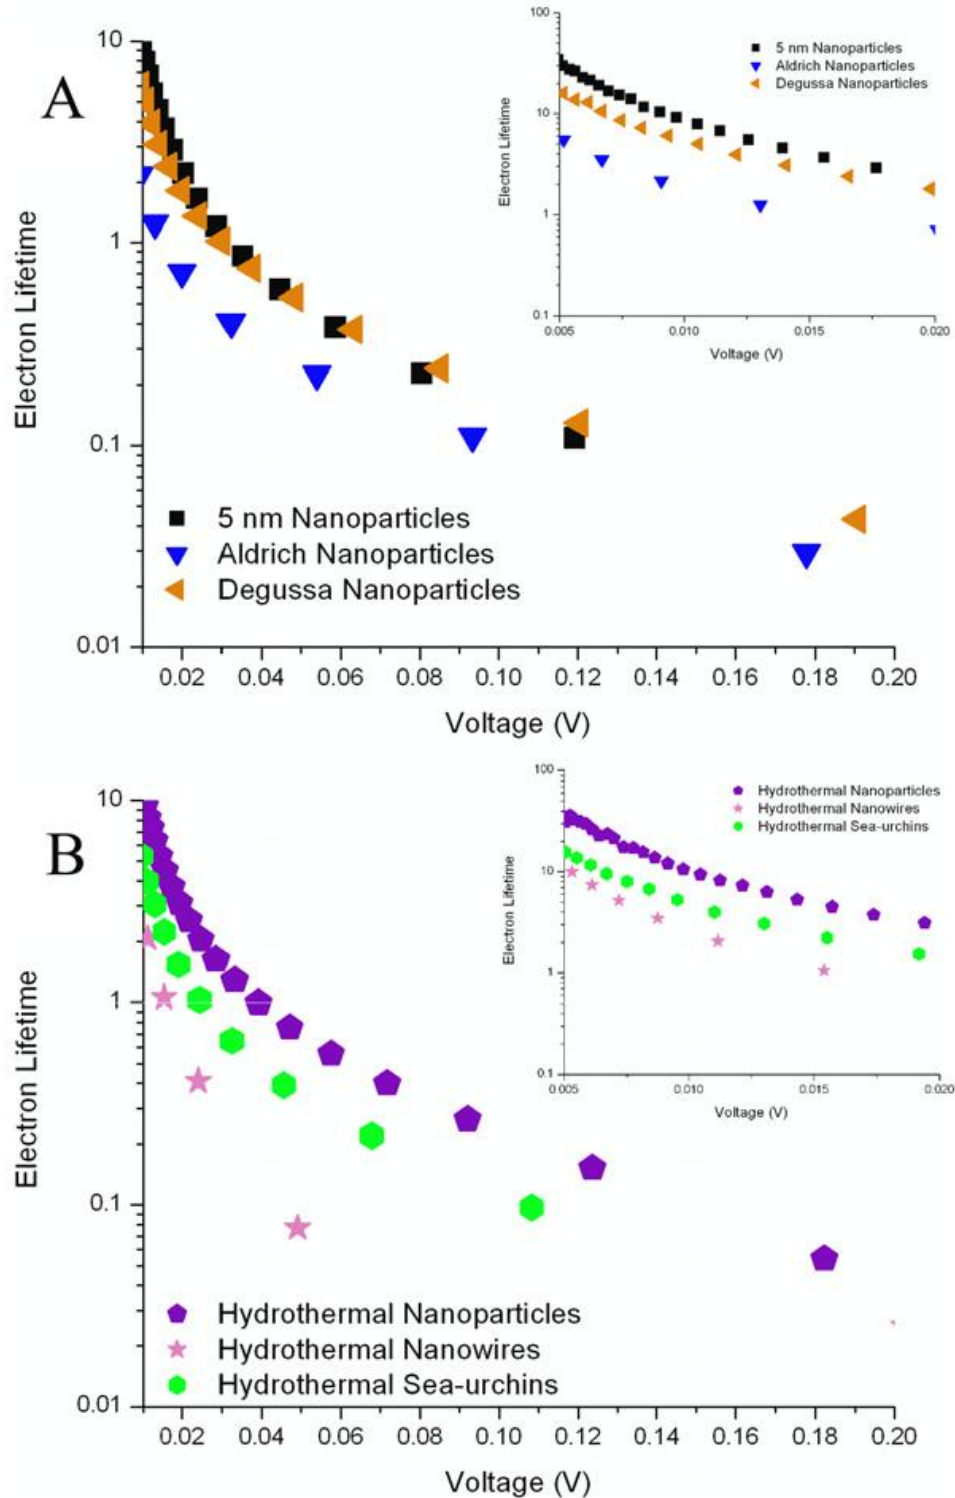 A
10
1
0.1
0.01
Electron Lifetime
5 nm Nanoparticles
Aldrich Nanoparticles
Degussa Nanoparticles
0.02 0.04 0.06 0.08 0.10 0.12 0.14 0.16 0.18 0.20
Voltage (V)
100
10
1
0.1
Electron Lifetime
5 nm Nanoparticles
Aldrich Nanoparticles
Degussa Nanoparticles
0.005 0.010 0.015 0.020
Voltage (V)
B
10
1
0.1
0.01
Electron Lifetime
Hydrothermal Nanoparticles
Hydrothermal Nanowires
Hydrothermal Sea-urchins
0.02 0.04 0.06 0.08 0.10 0.12 0.14 0.16 0.18 0.20
Voltage (V)
100
10
1
0.1
Electron Lifetime
Hydrothermal Nanoparticles
Hydrothermal Nanowires
Hydrothermal Sea-urchins
0.005 0.010 0.015 0.020
Voltage (V)